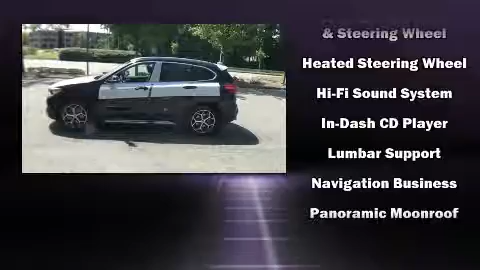 & Steering Wheel
Heated Steering Wheel
Hi-Fi Sound System
In-Dash CD Player
Lumbar Support
Navigation Business
Panoramic Moonroof